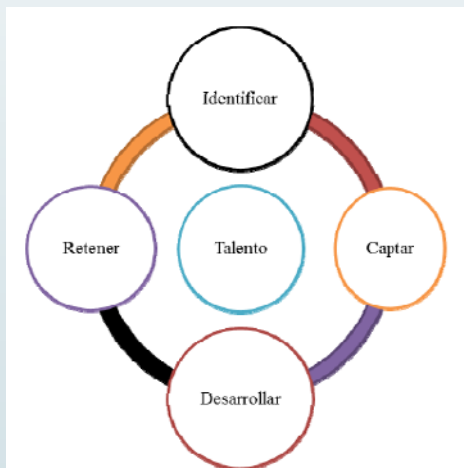 Identificar
Retener
Talento
Captar
Desarrollar